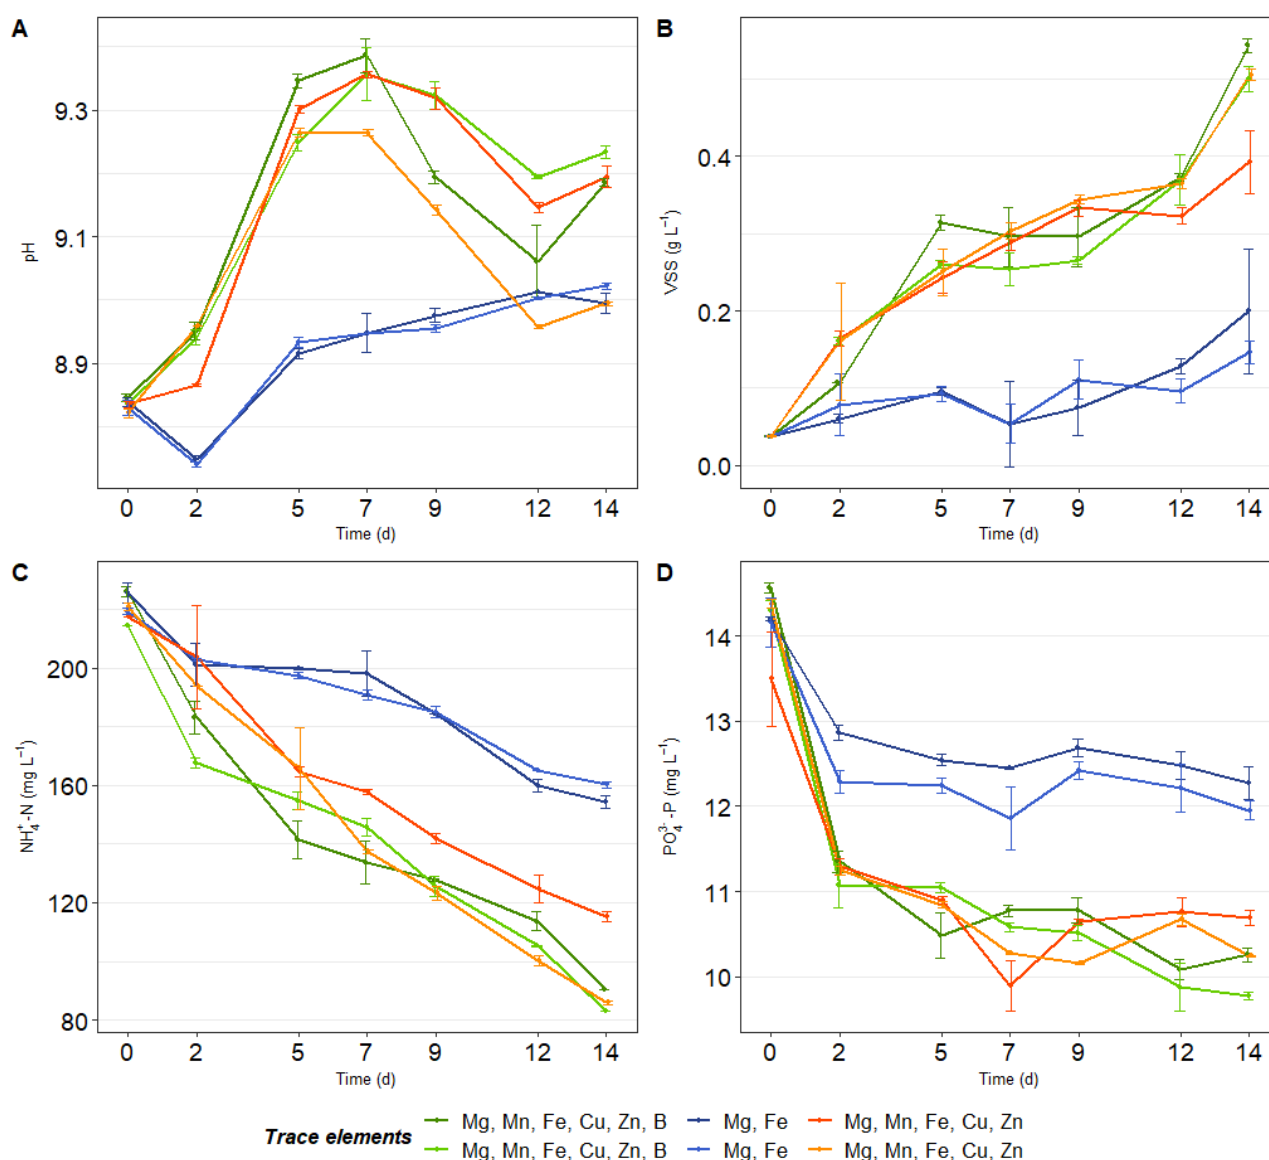 A
B
9.3
9.1
8.9
pH
0 2 5 7 9 12 14
Time (d)
0.4
0.2
0.0
VSS (g L⁻¹)
0 2 5 7 9 12 14
Time (d)
C
D
200
160
120
80
NH₄⁺-N (mg L⁻¹)
0 2 5 7 9 12 14
Time (d)
14
13
12
11
10
PO₄³⁻-P (mg L⁻¹)
0 2 5 7 9 12 14
Time (d)
Trace elements
Mg, Mn, Fe, Cu, Zn, B Mg, Fe Mg, Mn, Fe, Cu, Zn
Mg, Mn, Fe, Cu, Zn, B Mg, Fe Mg, Mn, Fe, Cu, Zn